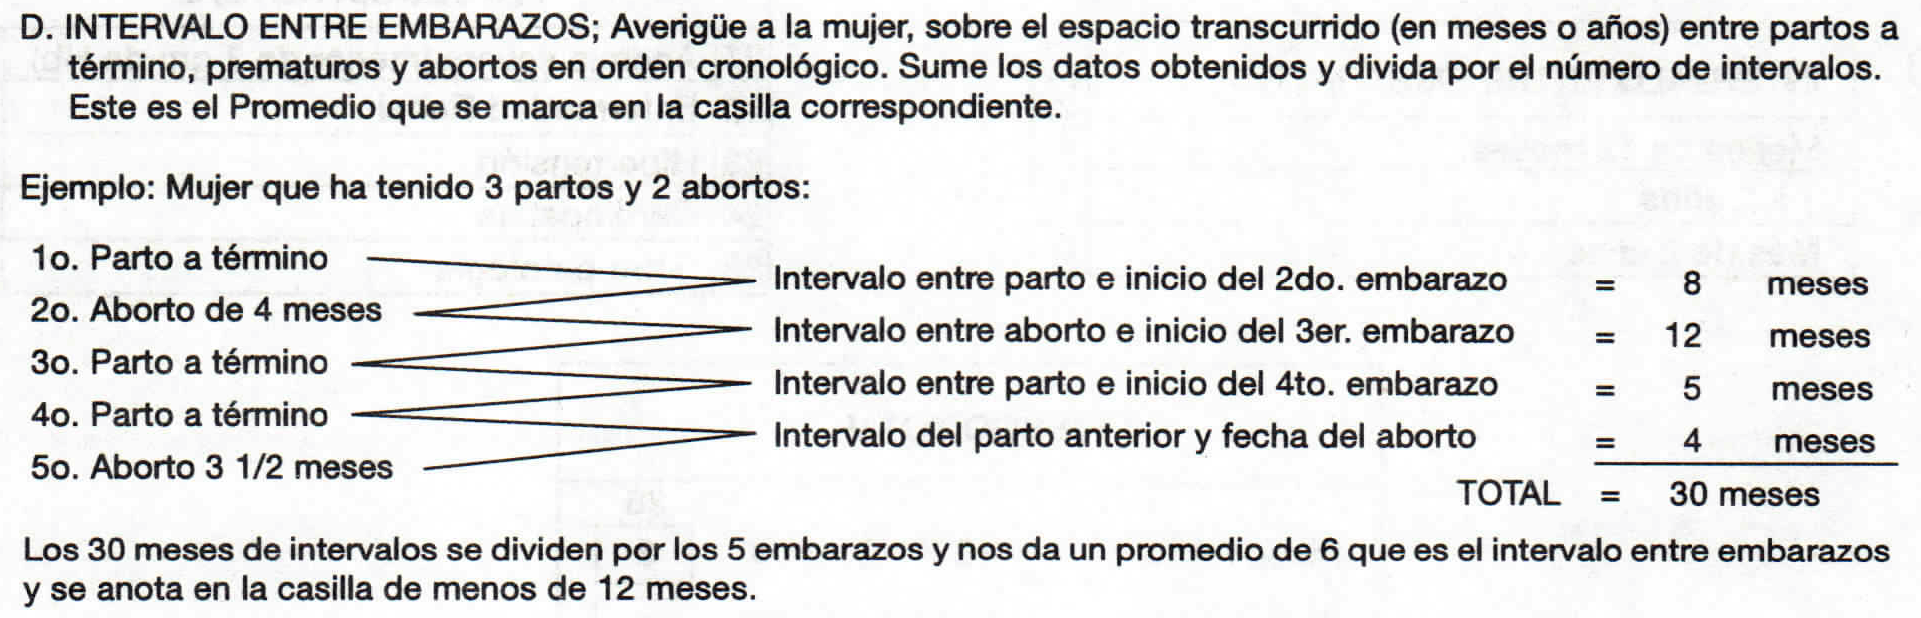 D. INTERVALO ENTRE EMBARAZOS; Averigüe a la mujer, sobre el espacio transcurrido (en meses o años) entre partos a
término, prematuros y abortos en orden cronológico. Sume los datos obtenidos y divida por el número de intervalos.
Este es el Promedio que se marca en la casilla correspondiente.
Ejemplo: Mujer que ha tenido 3 partos y 2 abortos:
1o. Parto a término
2o. Aborto de 4 meses
3o. Parto a término
4o. Parto a término
5o. Aborto 3 1/2 meses
Intervalo entre parto e inicio del 2do. embarazo = 8 meses
Intervalo entre aborto e inicio del 3er. embarazo = 12 meses
Intervalo entre parto e inicio del 4to. embarazo = 5 meses
Intervalo del parto anterior y fecha del aborto = 4 meses
TOTAL = 30 meses
Los 30 meses de intervalos se dividen por los 5 embarazos y nos da un promedio de 6 que es el intervalo entre embarazos
y se anota en la casilla de menos de 12 meses.